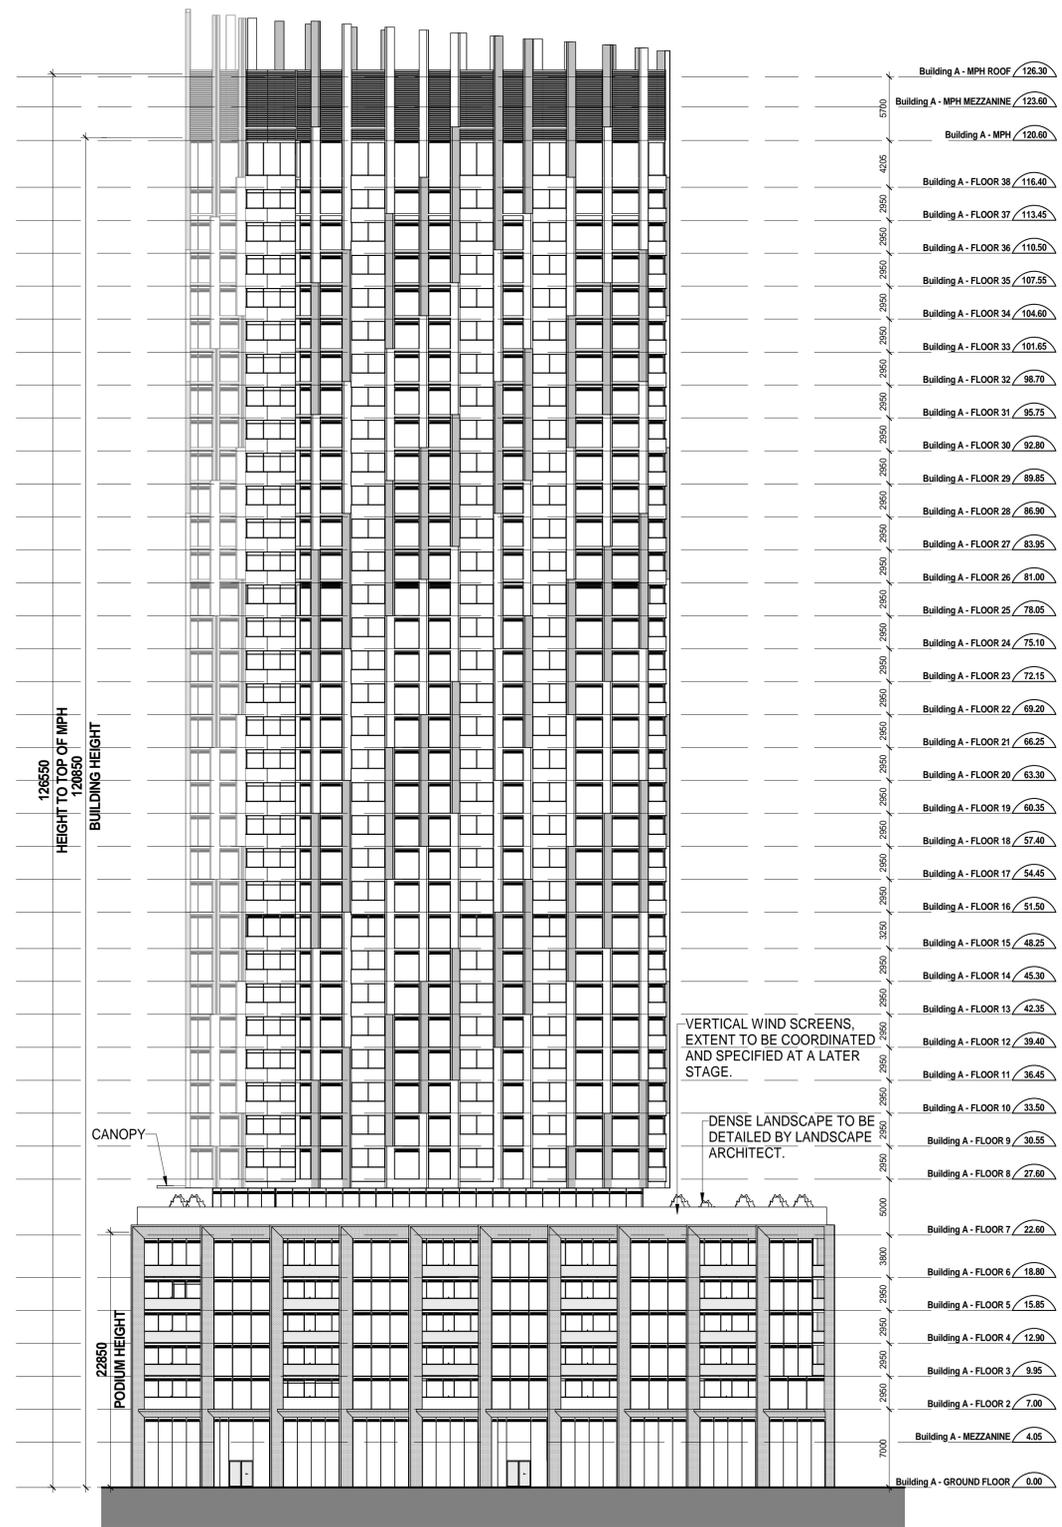 Building A - MPH ROOF 126.30
Building A - MPH MEZZANINE 123.60
5700
Building A - MPH 120.60
4205
Building A - FLOOR 38 116.40
2950
Building A - FLOOR 37 113.45
2950
Building A - FLOOR 36 110.50
2950
Building A - FLOOR 35 107.55
2950
Building A - FLOOR 34 104.60
2950
Building A - FLOOR 33 101.65
2950
Building A - FLOOR 32 98.70
2950
Building A - FLOOR 31 95.75
2950
Building A - FLOOR 30 92.80
2950
Building A - FLOOR 29 89.85
2950
Building A - FLOOR 28 86.90
2950
Building A - FLOOR 27 83.95
2950
Building A - FLOOR 26 81.00
2950
Building A - FLOOR 25 78.05
2950
Building A - FLOOR 24 75.10
2950
Building A - FLOOR 23 72.15
2950
Building A - FLOOR 22 69.20
2950
Building A - FLOOR 21 66.25
2950
Building A - FLOOR 20 63.30
2950
Building A - FLOOR 19 60.35
2950
Building A - FLOOR 18 57.40
2950
Building A - FLOOR 17 54.45
2950
Building A - FLOOR 16 51.50
3250
Building A - FLOOR 15 48.25
2950
Building A - FLOOR 14 45.30
2950
Building A - FLOOR 13 42.35
2950
Building A - FLOOR 12 39.40
2950
Building A - FLOOR 11 36.45
2950
Building A - FLOOR 10 33.50
2950
Building A - FLOOR 9 30.55
2950
Building A - FLOOR 8 27.60
5000
Building A - FLOOR 7 22.60
3800
Building A - FLOOR 6 18.80
2950
Building A - FLOOR 5 15.85
2950
Building A - FLOOR 4 12.90
2950
Building A - FLOOR 3 9.95
2950
Building A - FLOOR 2 7.00
Building A - MEZZANINE 4.05
7000
Building A - GROUND FLOOR 0.00
126550
HEIGHT TO TOP OF MPH
120850
BUILDING HEIGHT
VERTICAL WIND SCREENS,
EXTENT TO BE COORDINATED
AND SPECIFIED AT A LATER
STAGE.
DENSE LANDSCAPE TO BE
DETAILED BY LANDSCAPE
ARCHITECT.
CANOPY
22850
PODIUM HEIGHT